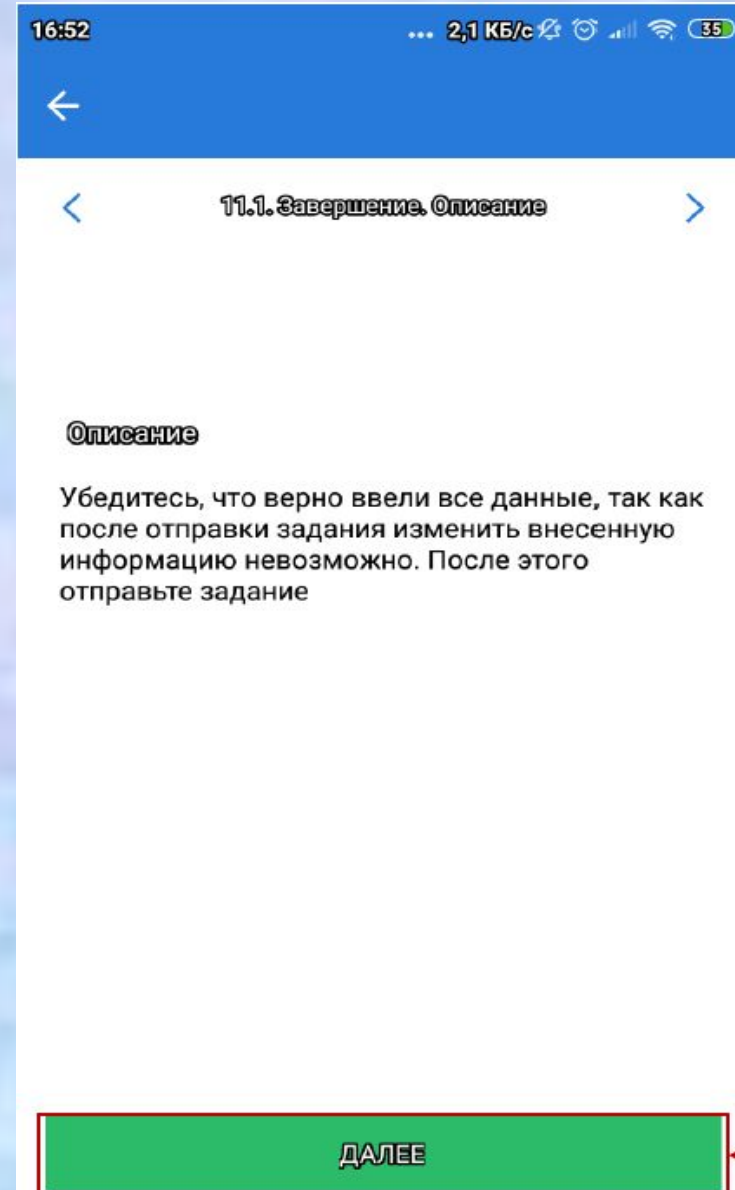 16:52
... 2,1 КБ/с 35
11.1. Завершение. Описание
Описание
Убедитесь, что верно ввели все данные, так как
после отправки задания изменить внесенную
информацию невозможно. После этого
отправьте задание
ДАЛЕЕ